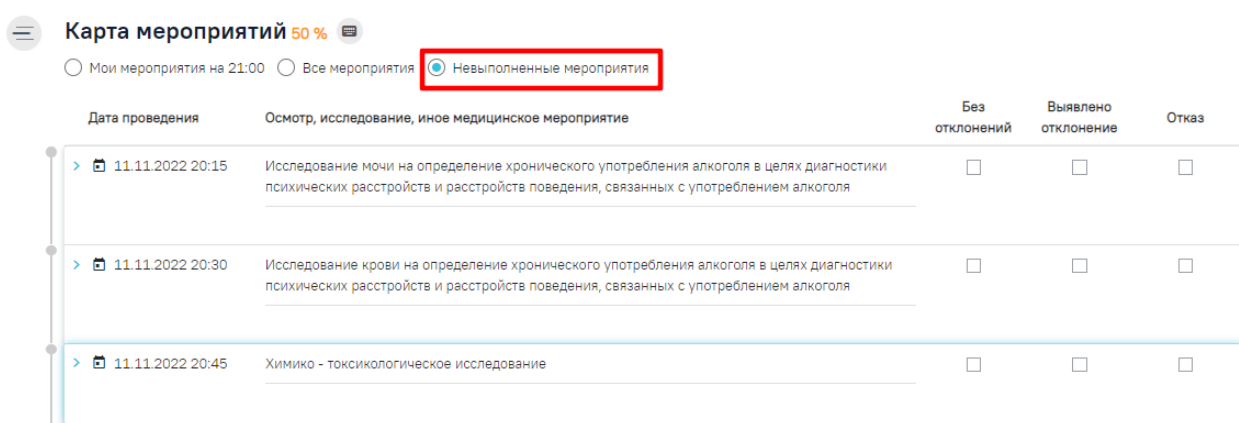 Карта мероприятий 50 %
Мои мероприятия на 21:00 Все мероприятия Невыполненные мероприятия
Дата проведения Осмотр, исследование, иное медицинское мероприятие Без отклонений Выявлено отклонение Отказ
11.11.2022 20:15 Исследование мочи на определение хронического употребления алкоголя в целях диагностики
психических расстройств и расстройств поведения, связанных с употреблением алкоголя
11.11.2022 20:30 Исследование крови на определение хронического употребления алкоголя в целях диагностики
психических расстройств и расстройств поведения, связанных с употреблением алкоголя
11.11.2022 20:45 Химико - токсикологическое исследование